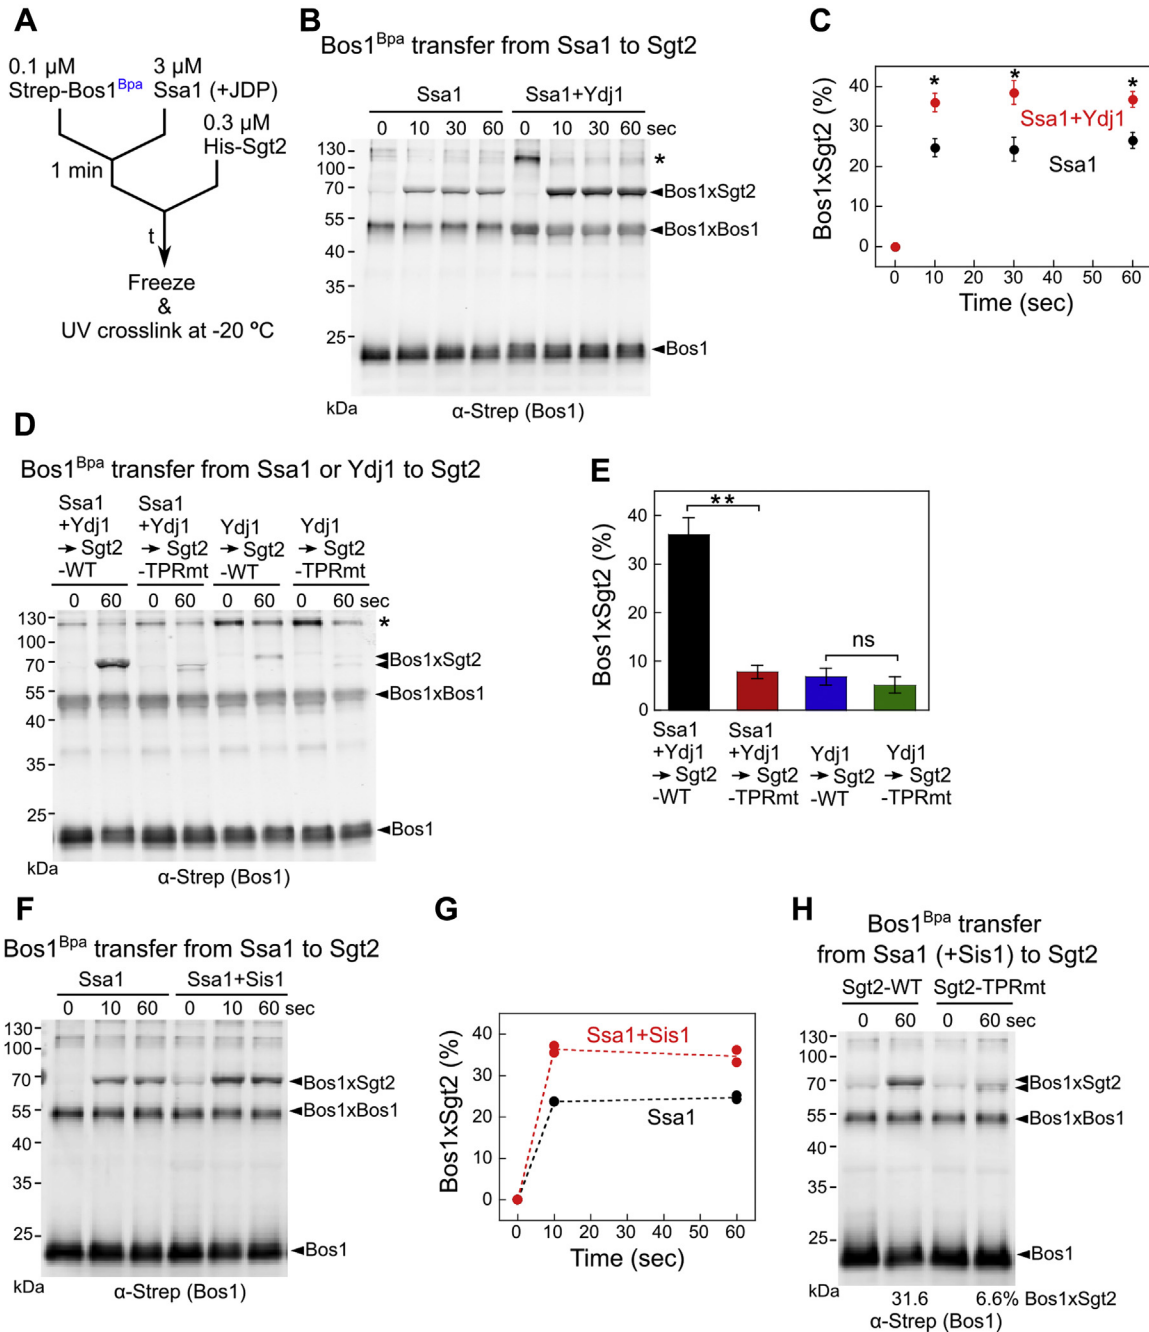 A
0.1 µM
Strep-Bos1Bpa
3 µM
Ssa1 (+JDP)
0.3 µM
His-Sgt2
1 min
t
Freeze
&
UV crosslink at -20 ºC
B
Bos1Bpa transfer from Ssa1 to Sgt2
Ssa1 Ssa1+Ydj1
0 10 30 60 0 10 30 60 sec
130
100
70
55
40
35
25
kDa
*
Bos1xSgt2
Bos1xBos1
Bos1
α-Strep (Bos1)
C
Bos1xSgt2 (%)
40
30
20
10
0
* * *
Ssa1+Ydj1
Ssa1
0 10 20 30 40 50 60
Time (sec)
D
Bos1Bpa transfer from Ssa1 or Ydj1 to Sgt2
Ssa1 +Ydj1 → Sgt2 -WT
Ssa1 +Ydj1 → Sgt2 -TPRmt
Ydj1 → Sgt2 -WT
Ydj1 → Sgt2 -TPRmt
0 60 0 60 0 60 0 60 sec
130
100
70
55
40
35
25
kDa
*
Bos1xSgt2
Bos1xBos1
Bos1
α-Strep (Bos1)
E
Bos1xSgt2 (%)
40
30
20
10
0
**
ns
Ssa1 +Ydj1 → Sgt2 -WT
Ssa1 +Ydj1 → Sgt2 -TPRmt
Ydj1 → Sgt2 -WT
Ydj1 → Sgt2 -TPRmt
F
Bos1Bpa transfer from Ssa1 to Sgt2
Ssa1 Ssa1+Sis1
0 10 60 0 10 60 sec
130
100
70
55
40
35
25
kDa
Bos1xSgt2
Bos1xBos1
Bos1
α-Strep (Bos1)
G
Bos1xSgt2 (%)
40
30
20
10
0
Ssa1+Sis1
Ssa1
0 10 20 30 40 50 60
Time (sec)
H
Bos1Bpa transfer
from Ssa1 (+Sis1) to Sgt2
Sgt2-WT Sgt2-TPRmt
0 60 0 60 sec
130
100
70
55
40
35
25
kDa
Bos1xSgt2
Bos1xBos1
Bos1
31.6 6.6% Bos1xSgt2
α-Strep (Bos1)